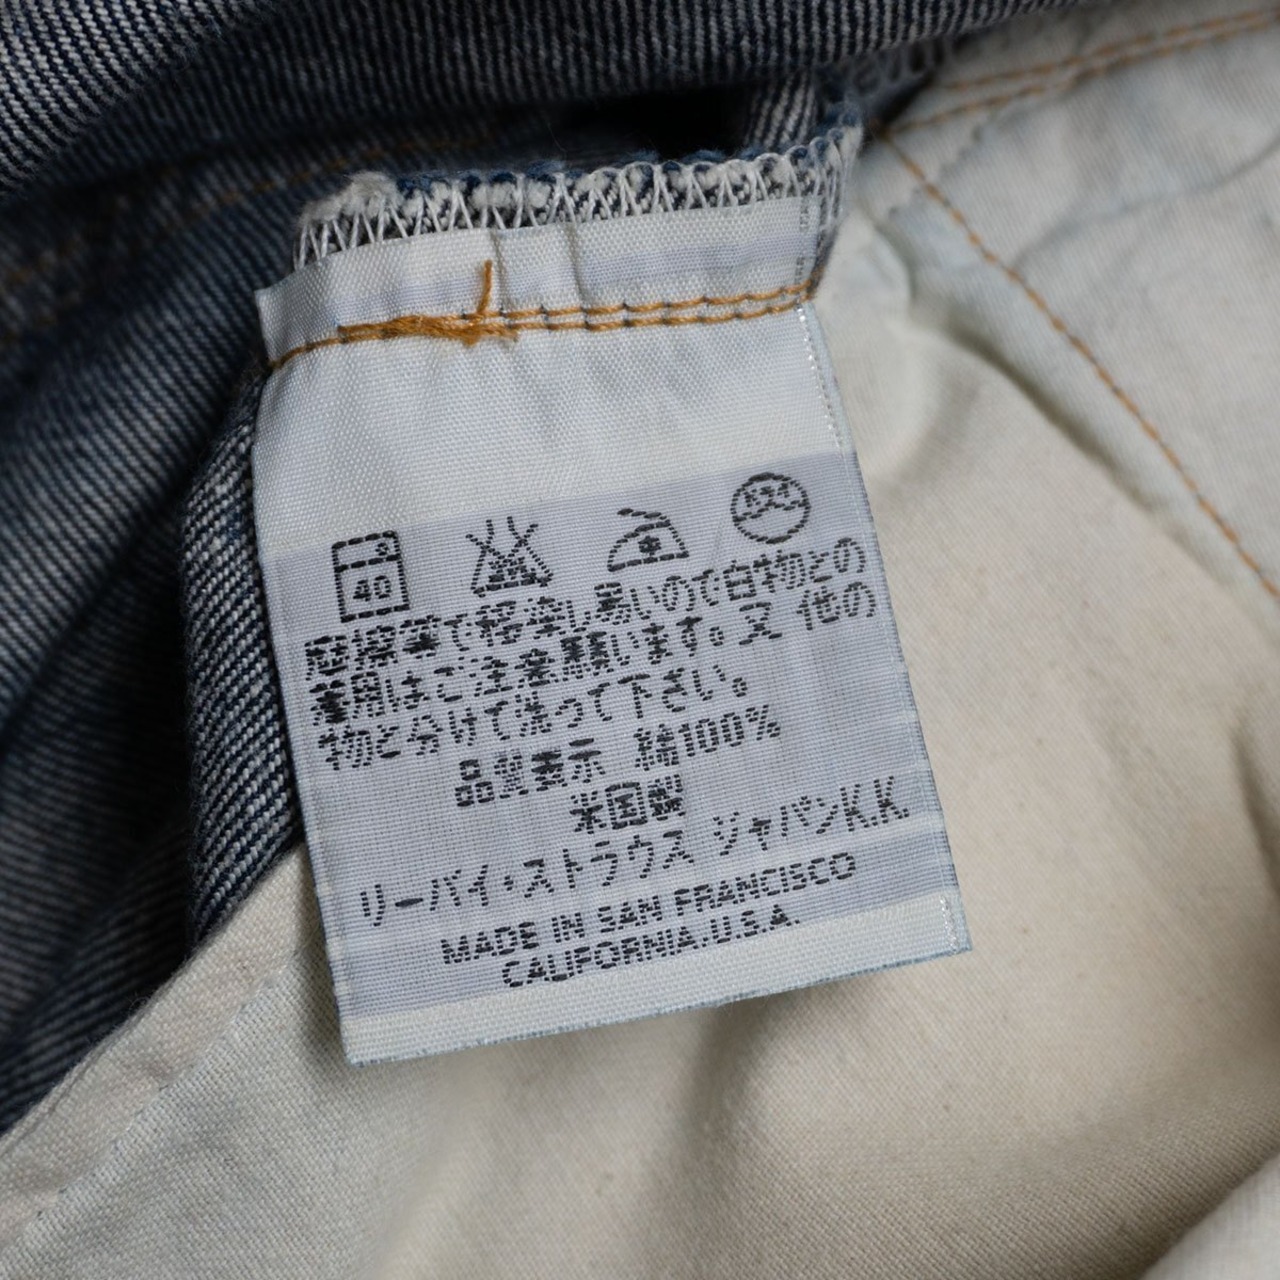 40
ドライ
摩擦等で移染し易いので白物との
着用はご注意願います。又 他の
物と分けて洗って下さい。
品質表示 綿100%
米国製
リーバイ・ストラウス ジャパンK.K.
MADE IN SAN FRANCISCO
CALIFORNIA.U.S.A.